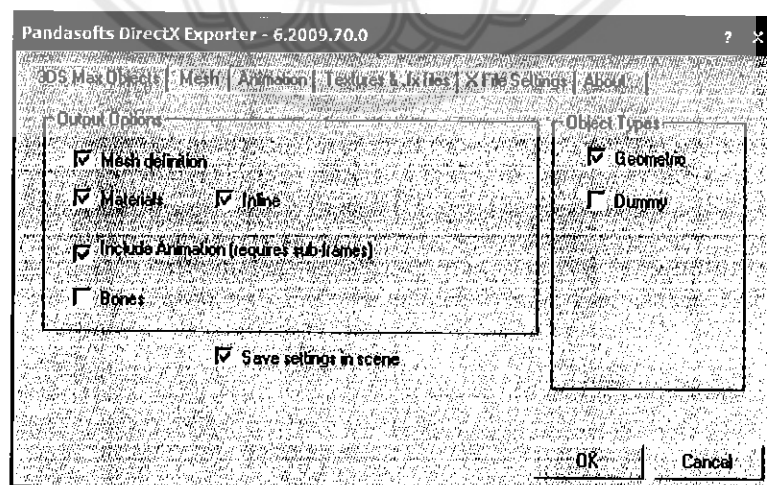 Pandasofts DirectX Exporter - 6.2009.70.0 ? X
3DS Max Objects | Mesh | Animation | Textures & .fx files | X File Settings | About... |
Output Options
Mesh definition
Materials
Inline
Include Animation (requires sub-frames)
Bones
Save settings in scene
Object Types
Geometric
Dummy
OK
Cancel